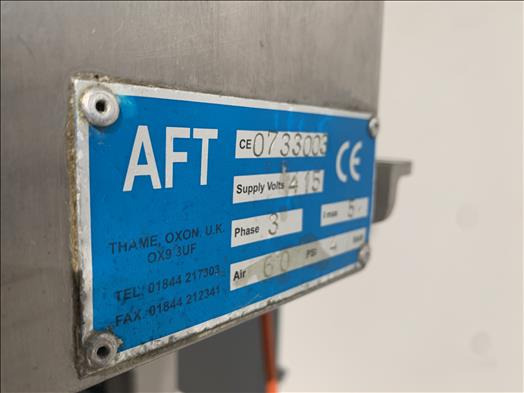 AFT
CE 0733003
Supply Volts 415
Phase 3 I max 5
Air 60 PSI 4
THAME, OXON, U.K.
OX9 3UF
TEL: 01844 217303
FAX. 01844 212341
CE